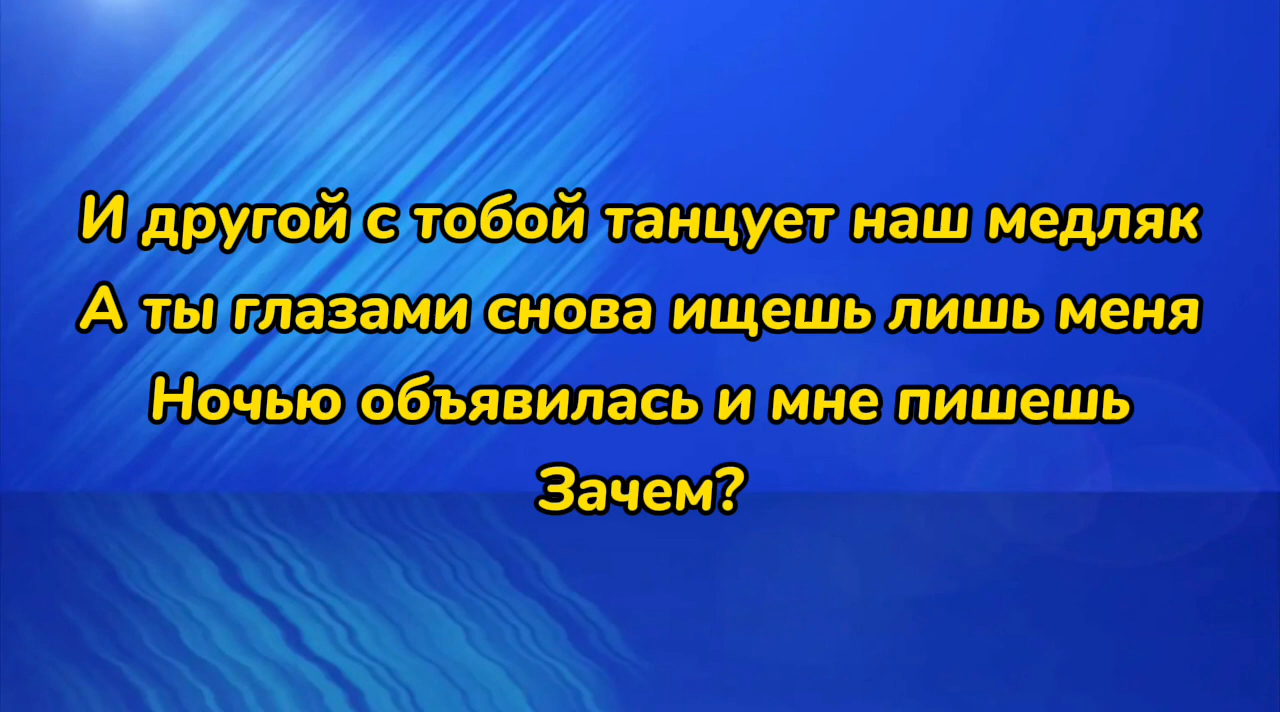 И другой с тобой танцует наш медляк
А ты глазами снова ищешь лишь меня
Ночью объявилась и мне пишешь
Зачем?